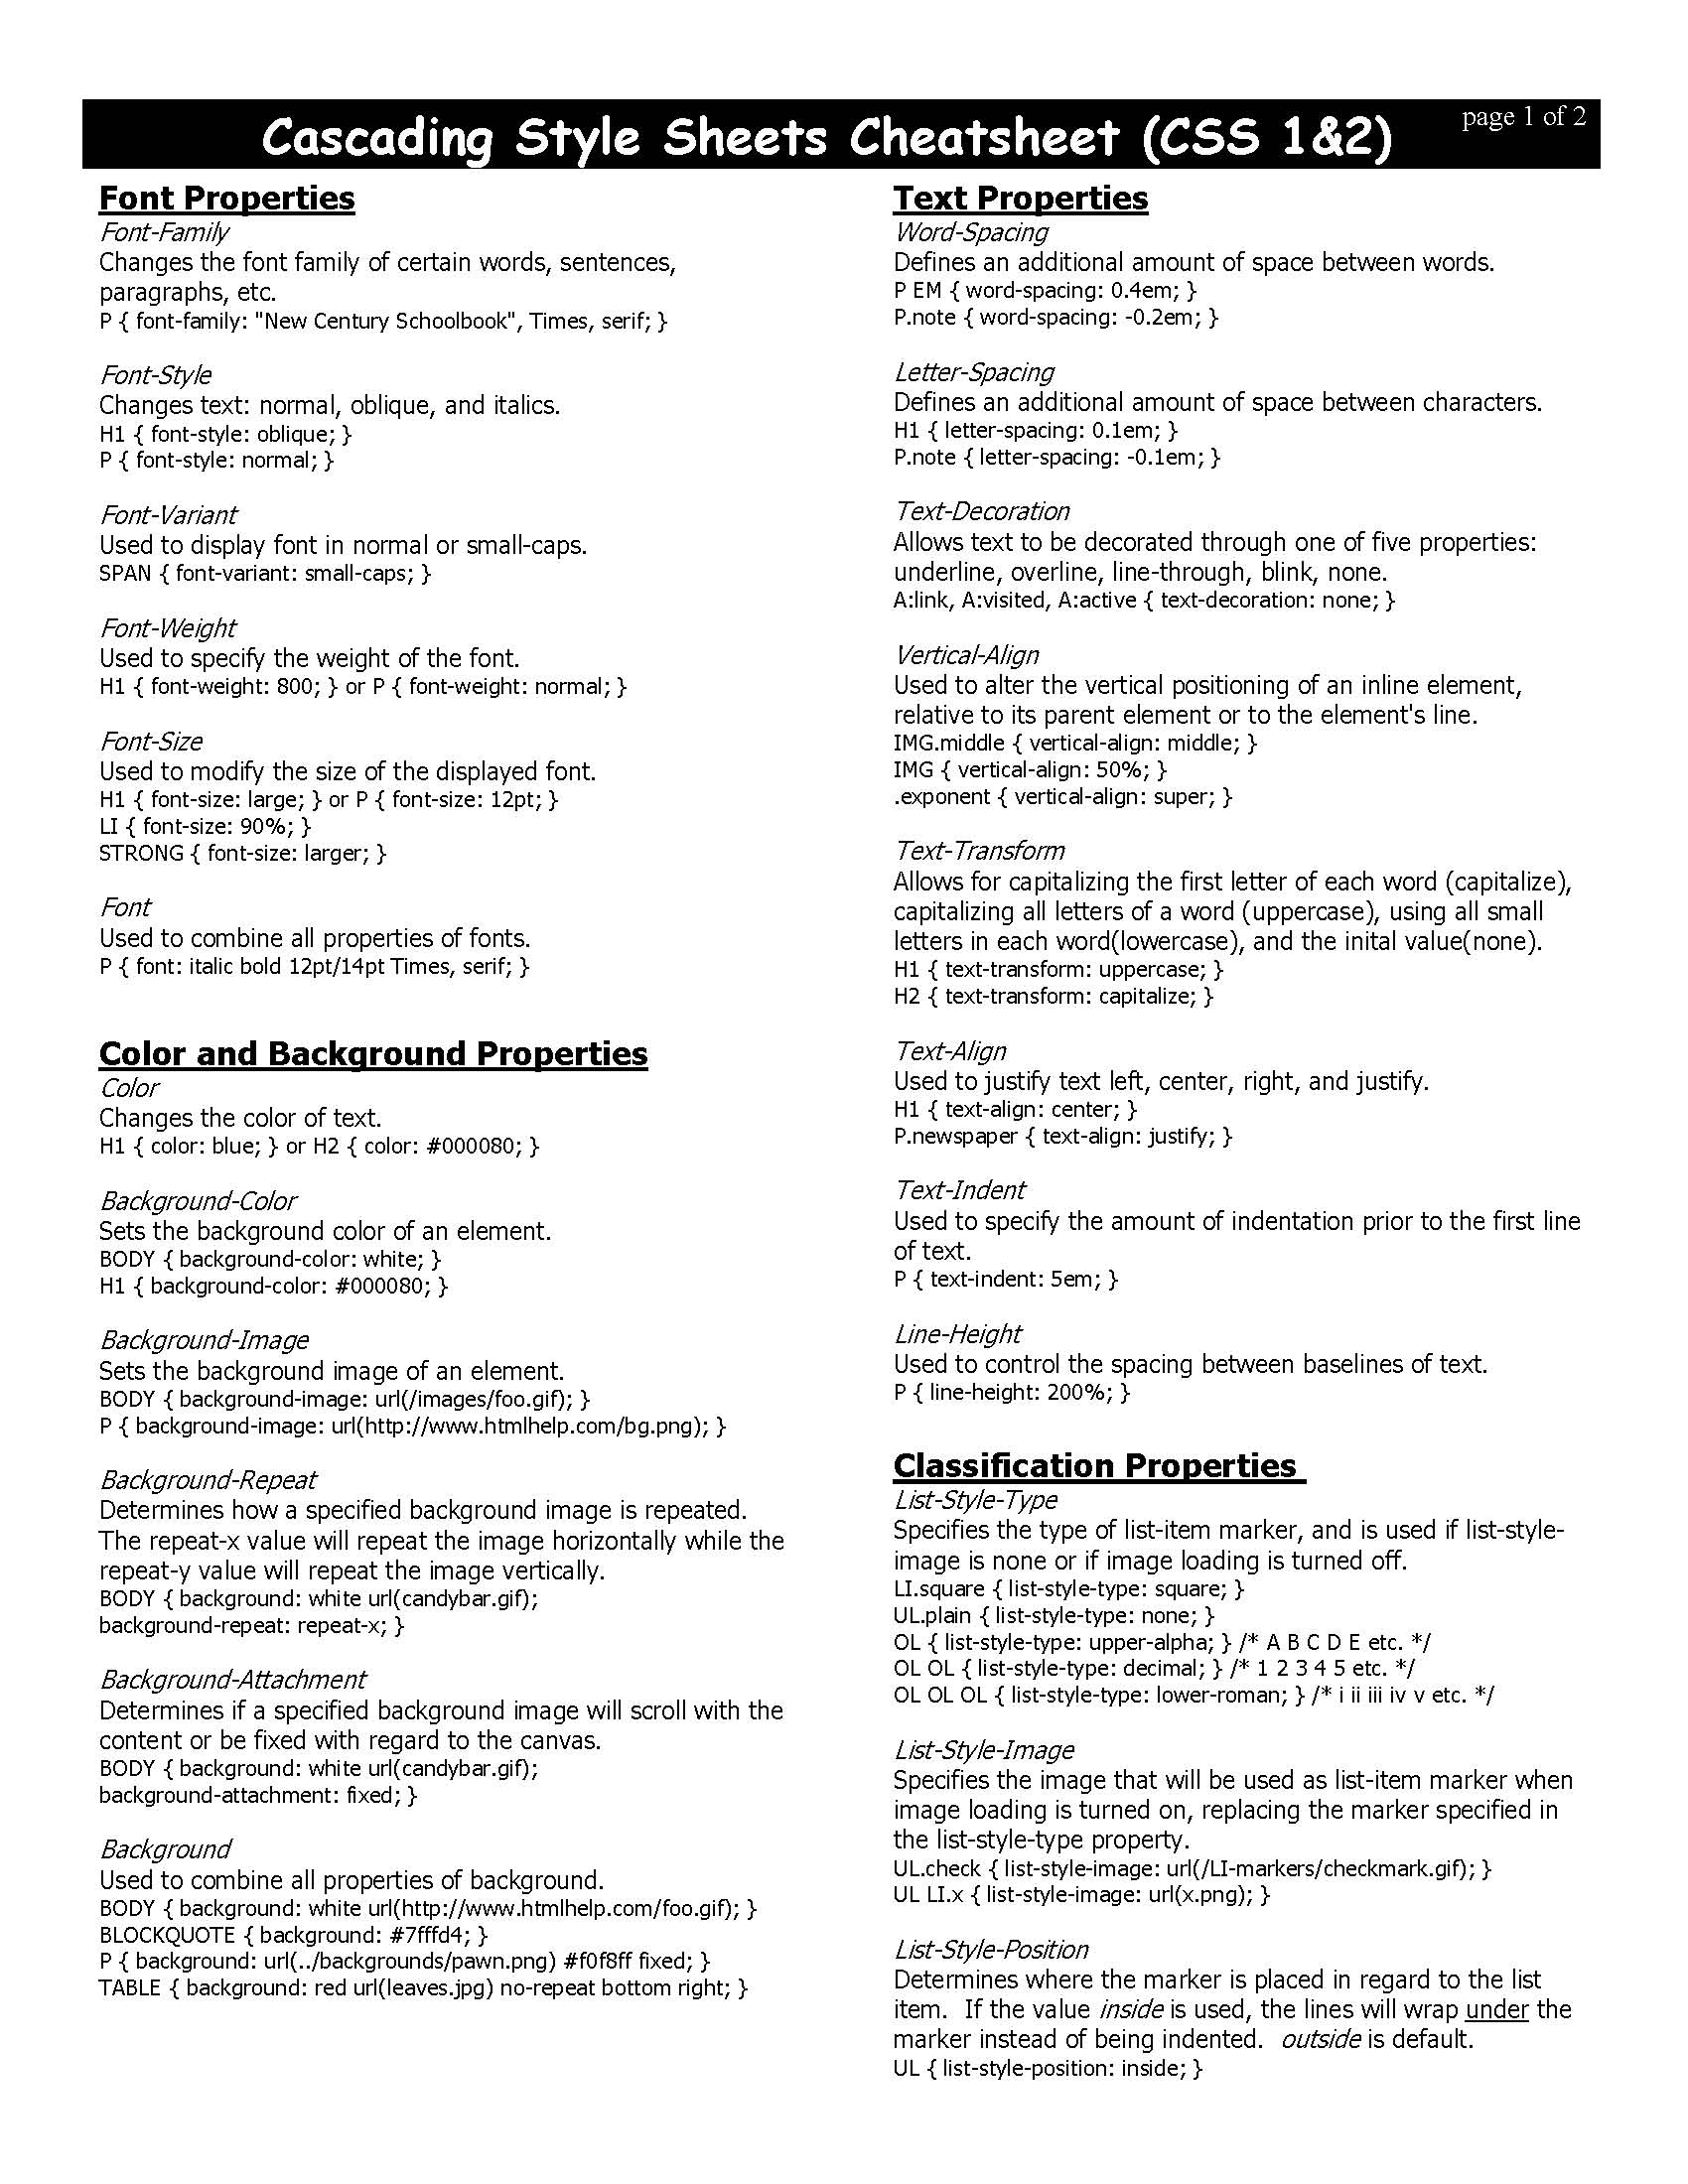 Cascading Style Sheets Cheatsheet (CSS 1&2)
page 1 of 2
Font Properties
Font-Family
Changes the font family of certain words, sentences,
paragraphs, etc.
P { font-family: "New Century Schoolbook", Times, serif; }
Font-Style
Changes text: normal, oblique, and italics.
H1 { font-style: oblique; }
P { font-style: normal; }
Font-Variant
Used to display font in normal or small-caps.
SPAN { font-variant: small-caps; }
Font-Weight
Used to specify the weight of the font.
H1 { font-weight: 800; } or P { font-weight: normal; }
Font-Size
Used to modify the size of the displayed font.
H1 { font-size: large; } or P { font-size: 12pt; }
LI { font-size: 90%; }
STRONG { font-size: larger; }
Font
Used to combine all properties of fonts.
P { font: italic bold 12pt/14pt Times, serif; }
Color and Background Properties
Color
Changes the color of text.
H1 { color: blue; } or H2 { color: #000080; }
Background-Color
Sets the background color of an element.
BODY { background-color: white; }
H1 { background-color: #000080; }
Background-Image
Sets the background image of an element.
BODY { background-image: url(/images/foo.gif); }
P { background-image: url(http://www.htmlhelp.com/bg.png); }
Background-Repeat
Determines how a specified background image is repeated.
The repeat-x value will repeat the image horizontally while the
repeat-y value will repeat the image vertically.
BODY { background: white url(candybar.gif);
background-repeat: repeat-x; }
Background-Attachment
Determines if a specified background image will scroll with the
content or be fixed with regard to the canvas.
BODY { background: white url(candybar.gif);
background-attachment: fixed; }
Background
Used to combine all properties of background.
BODY { background: white url(http://www.htmlhelp.com/foo.gif); }
BLOCKQUOTE { background: #7fffd4; }
P { background: url(../backgrounds/pawn.png) #f0f8ff fixed; }
TABLE { background: red url(leaves.jpg) no-repeat bottom right; }
Text Properties
Word-Spacing
Defines an additional amount of space between words.
P EM { word-spacing: 0.4em; }
P.note { word-spacing: -0.2em; }
Letter-Spacing
Defines an additional amount of space between characters.
H1 { letter-spacing: 0.1em; }
P.note { letter-spacing: -0.1em; }
Text-Decoration
Allows text to be decorated through one of five properties:
underline, overline, line-through, blink, none.
A:link, A:visited, A:active { text-decoration: none; }
Vertical-Align
Used to alter the vertical positioning of an inline element,
relative to its parent element or to the element's line.
IMG.middle { vertical-align: middle; }
IMG { vertical-align: 50%; }
.exponent { vertical-align: super; }
Text-Transform
Allows for capitalizing the first letter of each word (capitalize),
capitalizing all letters of a word (uppercase), using all small
letters in each word(lowercase), and the inital value(none).
H1 { text-transform: uppercase; }
H2 { text-transform: capitalize; }
Text-Align
Used to justify text left, center, right, and justify.
H1 { text-align: center; }
P.newspaper { text-align: justify; }
Text-Indent
Used to specify the amount of indentation prior to the first line
of text.
P { text-indent: 5em; }
Line-Height
Used to control the spacing between baselines of text.
P { line-height: 200%; }
Classification Properties
List-Style-Type
Specifies the type of list-item marker, and is used if list-style-
image is none or if image loading is turned off.
LI.square { list-style-type: square; }
UL.plain { list-style-type: none; }
OL { list-style-type: upper-alpha; } /* A B C D E etc. */
OL OL { list-style-type: decimal; } /* 1 2 3 4 5 etc. */
OL OL OL { list-style-type: lower-roman; } /* i ii iii iv v etc. */
List-Style-Image
Specifies the image that will be used as list-item marker when
image loading is turned on, replacing the marker specified in
the list-style-type property.
UL.check { list-style-image: url(/LI-markers/checkmark.gif); }
UL LI.x { list-style-image: url(x.png); }
List-Style-Position
Determines where the marker is placed in regard to the list
item.  If the value inside is used, the lines will wrap under the
marker instead of being indented.  outside is default.
UL { list-style-position: inside; }